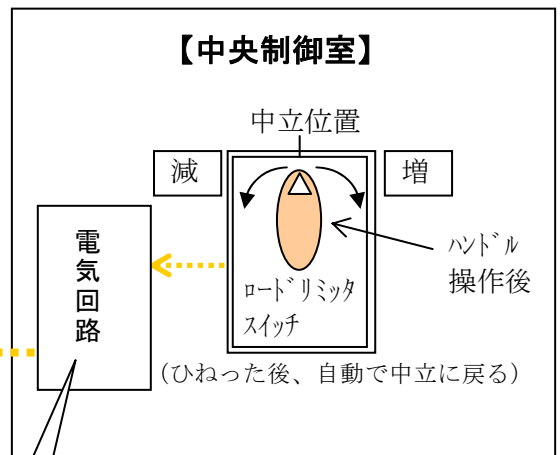 【中央制御室】
中立位置
減
増
電気回路
ﾊﾝﾄﾞﾙ
操作後
ﾛｰﾄﾞﾘﾐｯﾀ
ｽｲｯﾁ
(ひねった後、自動で中立に戻る)